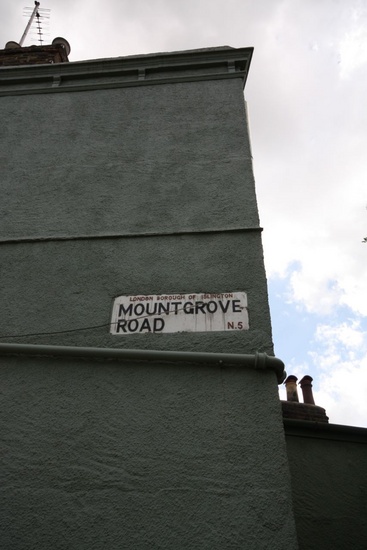 LONDON BOROUGH OF ISLINGTON
MOUNTGROVE
ROAD N.5